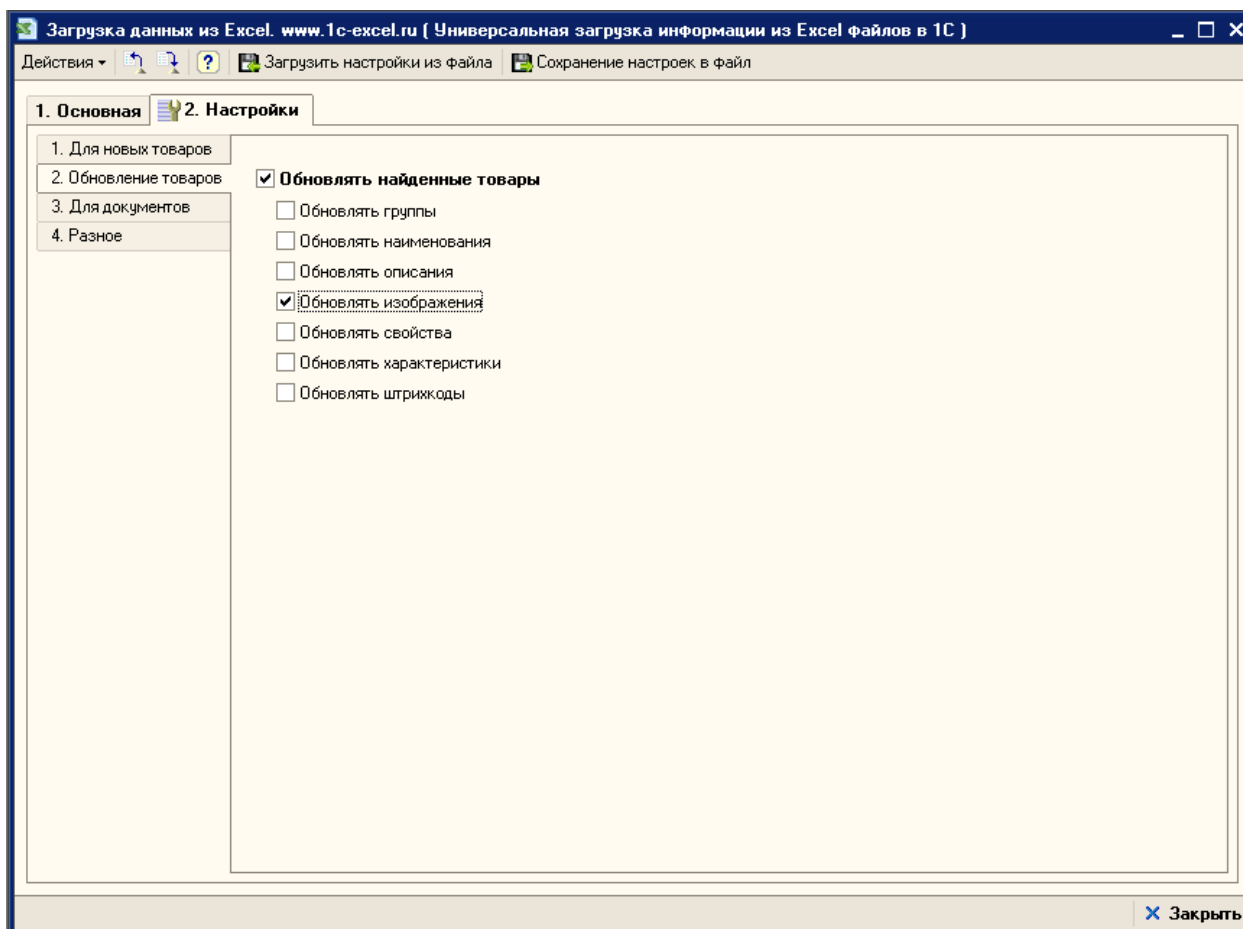 Загрузка данных из Excel. www.1c-excel.ru ( Универсальная загрузка информации из Excel файлов в 1С )
Действия ? Загрузить настройки из файла Сохранение настроек в файл
1. Основная 2. Настройки
1. Для новых товаров
2. Обновление товаров
3. Для документов
4. Разное
Обновлять найденные товары
Обновлять группы
Обновлять наименования
Обновлять описания
Обновлять изображения
Обновлять свойства
Обновлять характеристики
Обновлять штрихкоды
Закрыть